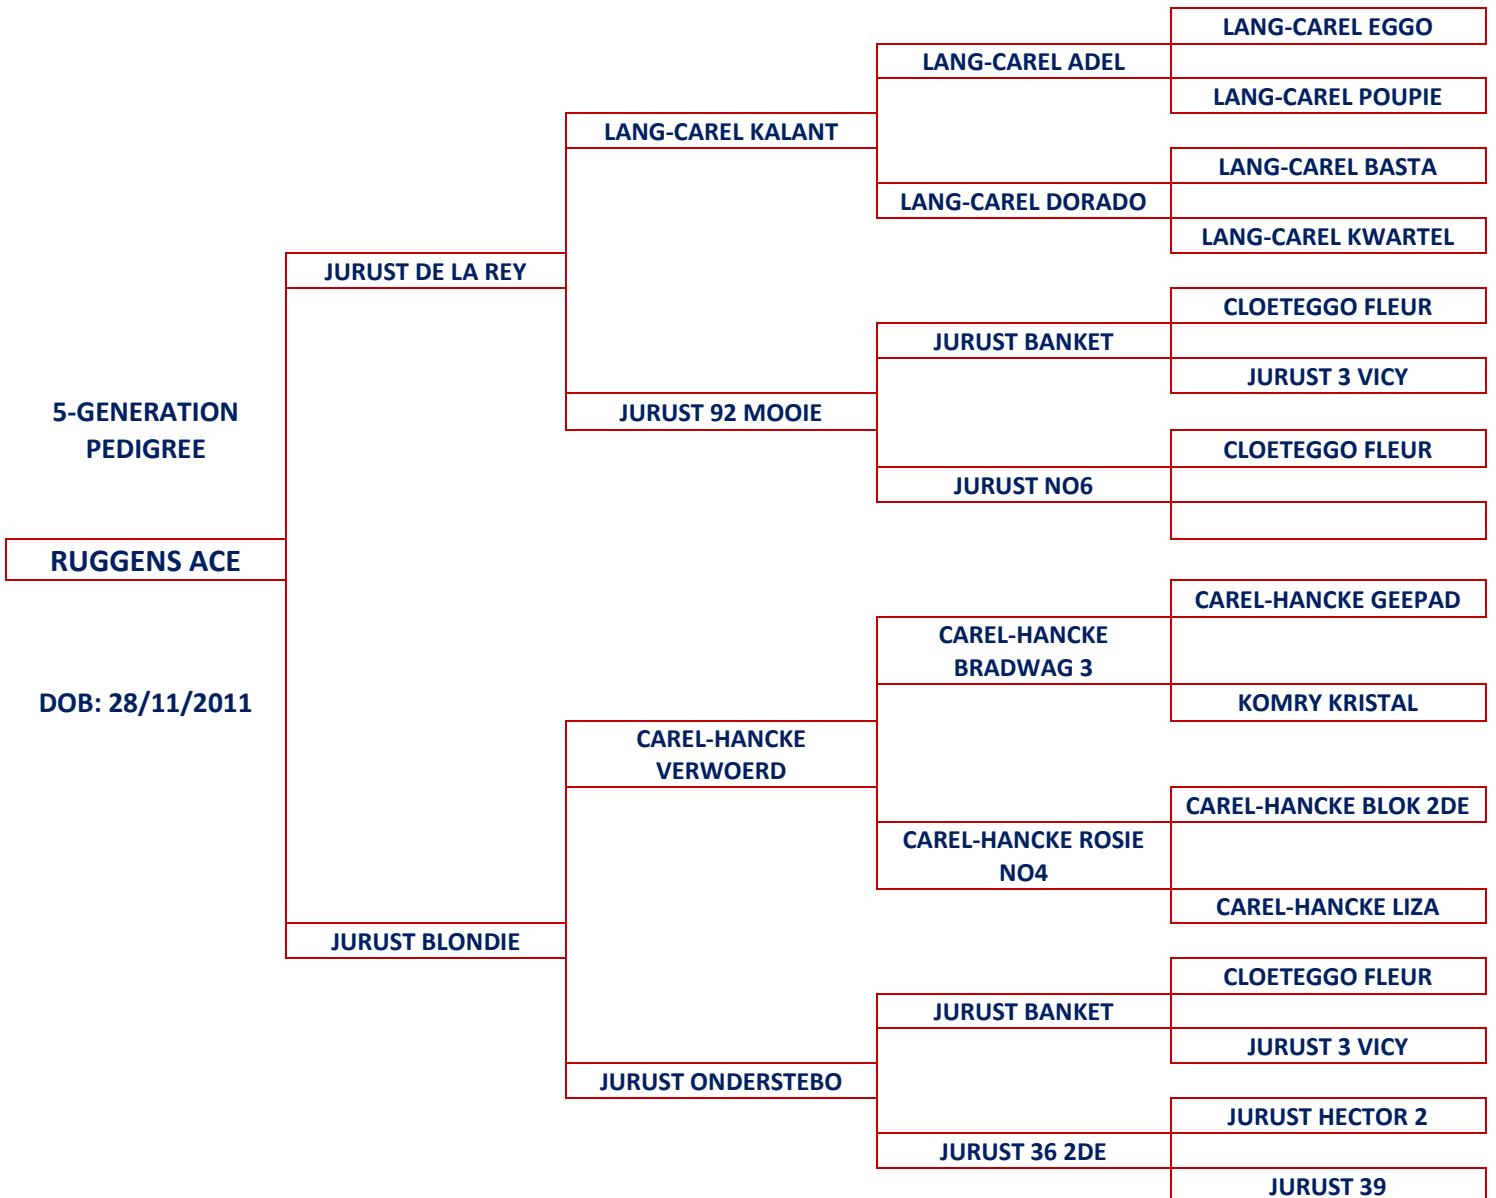 LANG-CAREL EGGO
LANG-CAREL ADEL
LANG-CAREL POUPIE
LANG-CAREL KALANT
LANG-CAREL BASTA
LANG-CAREL DORADO
LANG-CAREL KWARTEL
JURUST DE LA REY
CLOETEGGO FLEUR
JURUST BANKET
JURUST 3 VICY
5-GENERATION
PEDIGREE
JURUST 92 MOOIE
CLOETEGGO FLEUR
JURUST NO6
RUGGENS ACE
CAREL-HANCKE GEEPAD
CAREL-HANCKE
BRADWAG 3
DOB: 28/11/2011
KOMRY KRISTAL
CAREL-HANCKE
VERWOERD
CAREL-HANCKE BLOK 2DE
CAREL-HANCKE ROSIE
NO4
CAREL-HANCKE LIZA
JURUST BLONDIE
CLOETEGGO FLEUR
JURUST BANKET
JURUST 3 VICY
JURUST ONDERSTEBO
JURUST HECTOR 2
JURUST 36 2DE
JURUST 39